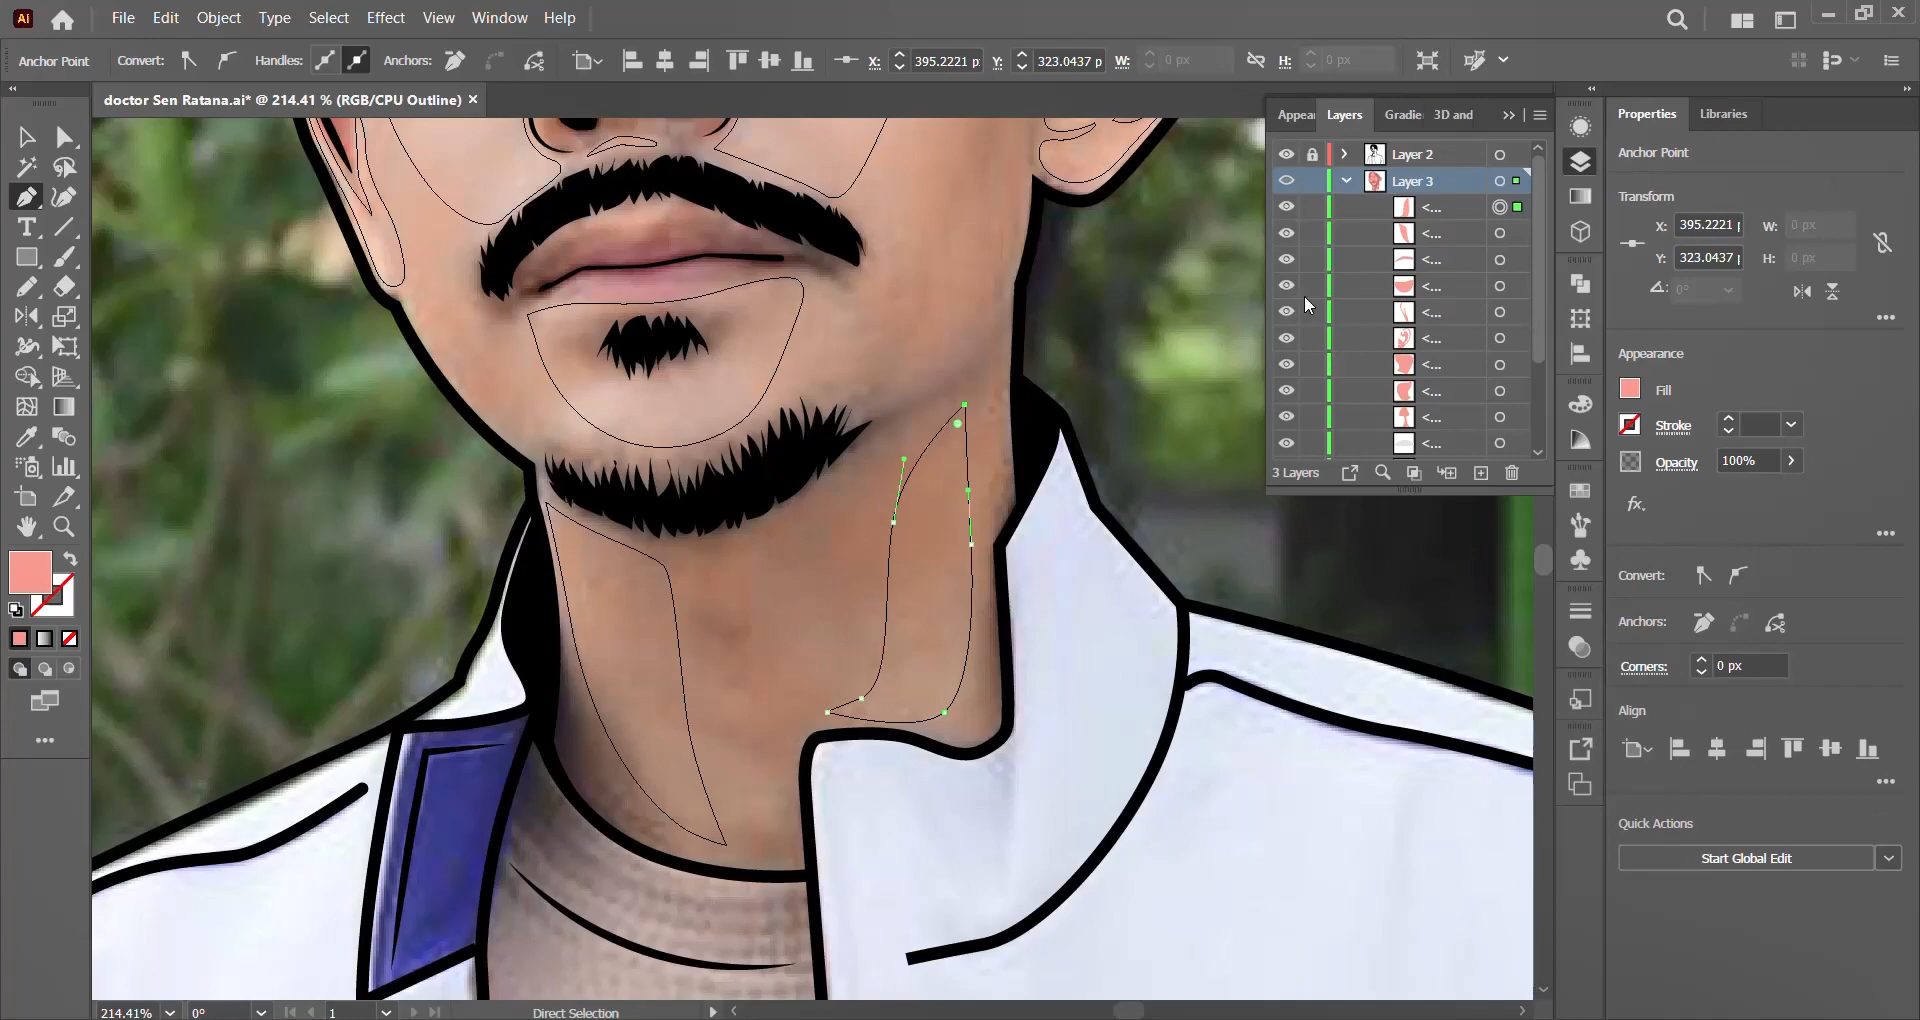 Ai File Edit Object Type Select Effect View Window Help
Anchor Point Convert: Handles: Anchors: X: 395.2221 p Y: 323.0437 p W: 0 px H: 0 px
doctor Sen Ratana.ai* @ 214.41 % (RGB/CPU Outline) ×
Appear Layers Gradie 3D and
Layer 2
Layer 3
<...
<...
<...
<...
<...
<...
<...
<...
<...
<...
3 Layers
Properties Libraries
Anchor Point
Transform
X: 395.2221 p W: 0 px
Y: 323.0437 p H: 0 px
0°
Appearance
Fill
Stroke
Opacity 100%
fx
Convert:
Anchors:
Corners: 0 px
Align
Quick Actions
Start Global Edit
214.41% 0° 1 Direct Selection